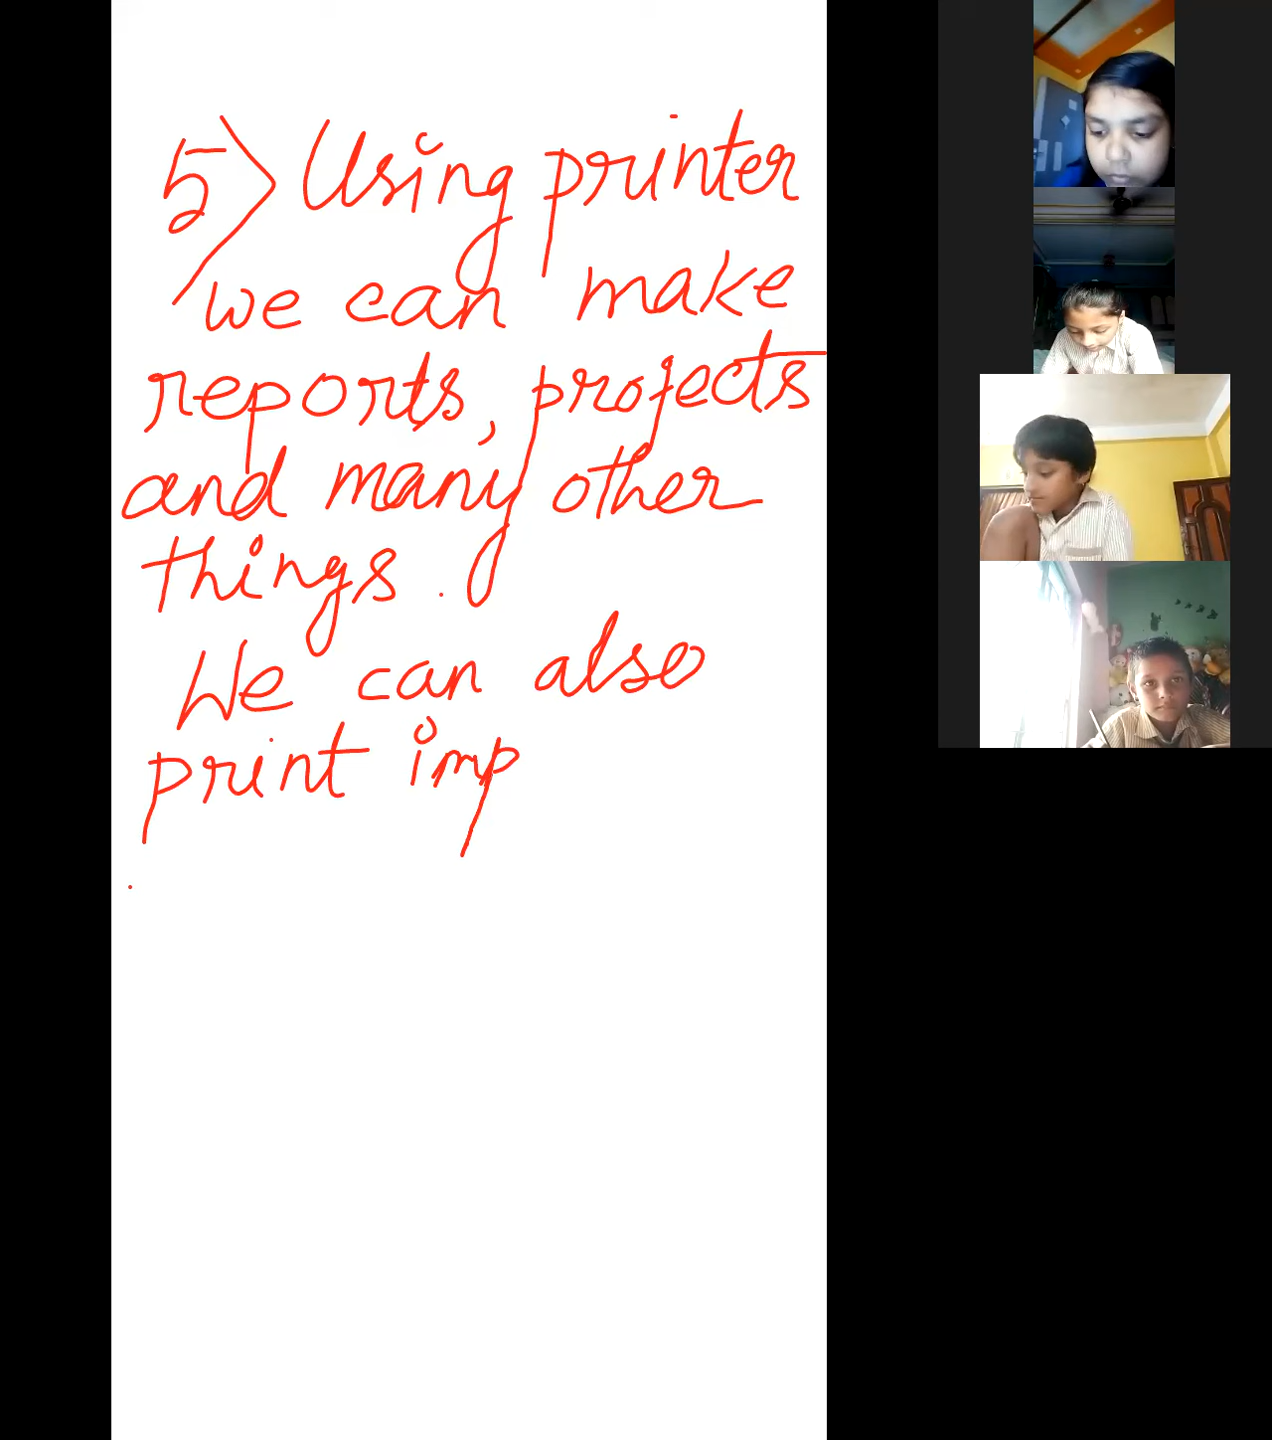 5> Using printer
we can make
reports, projects
and many other
things.
We can also
print imp